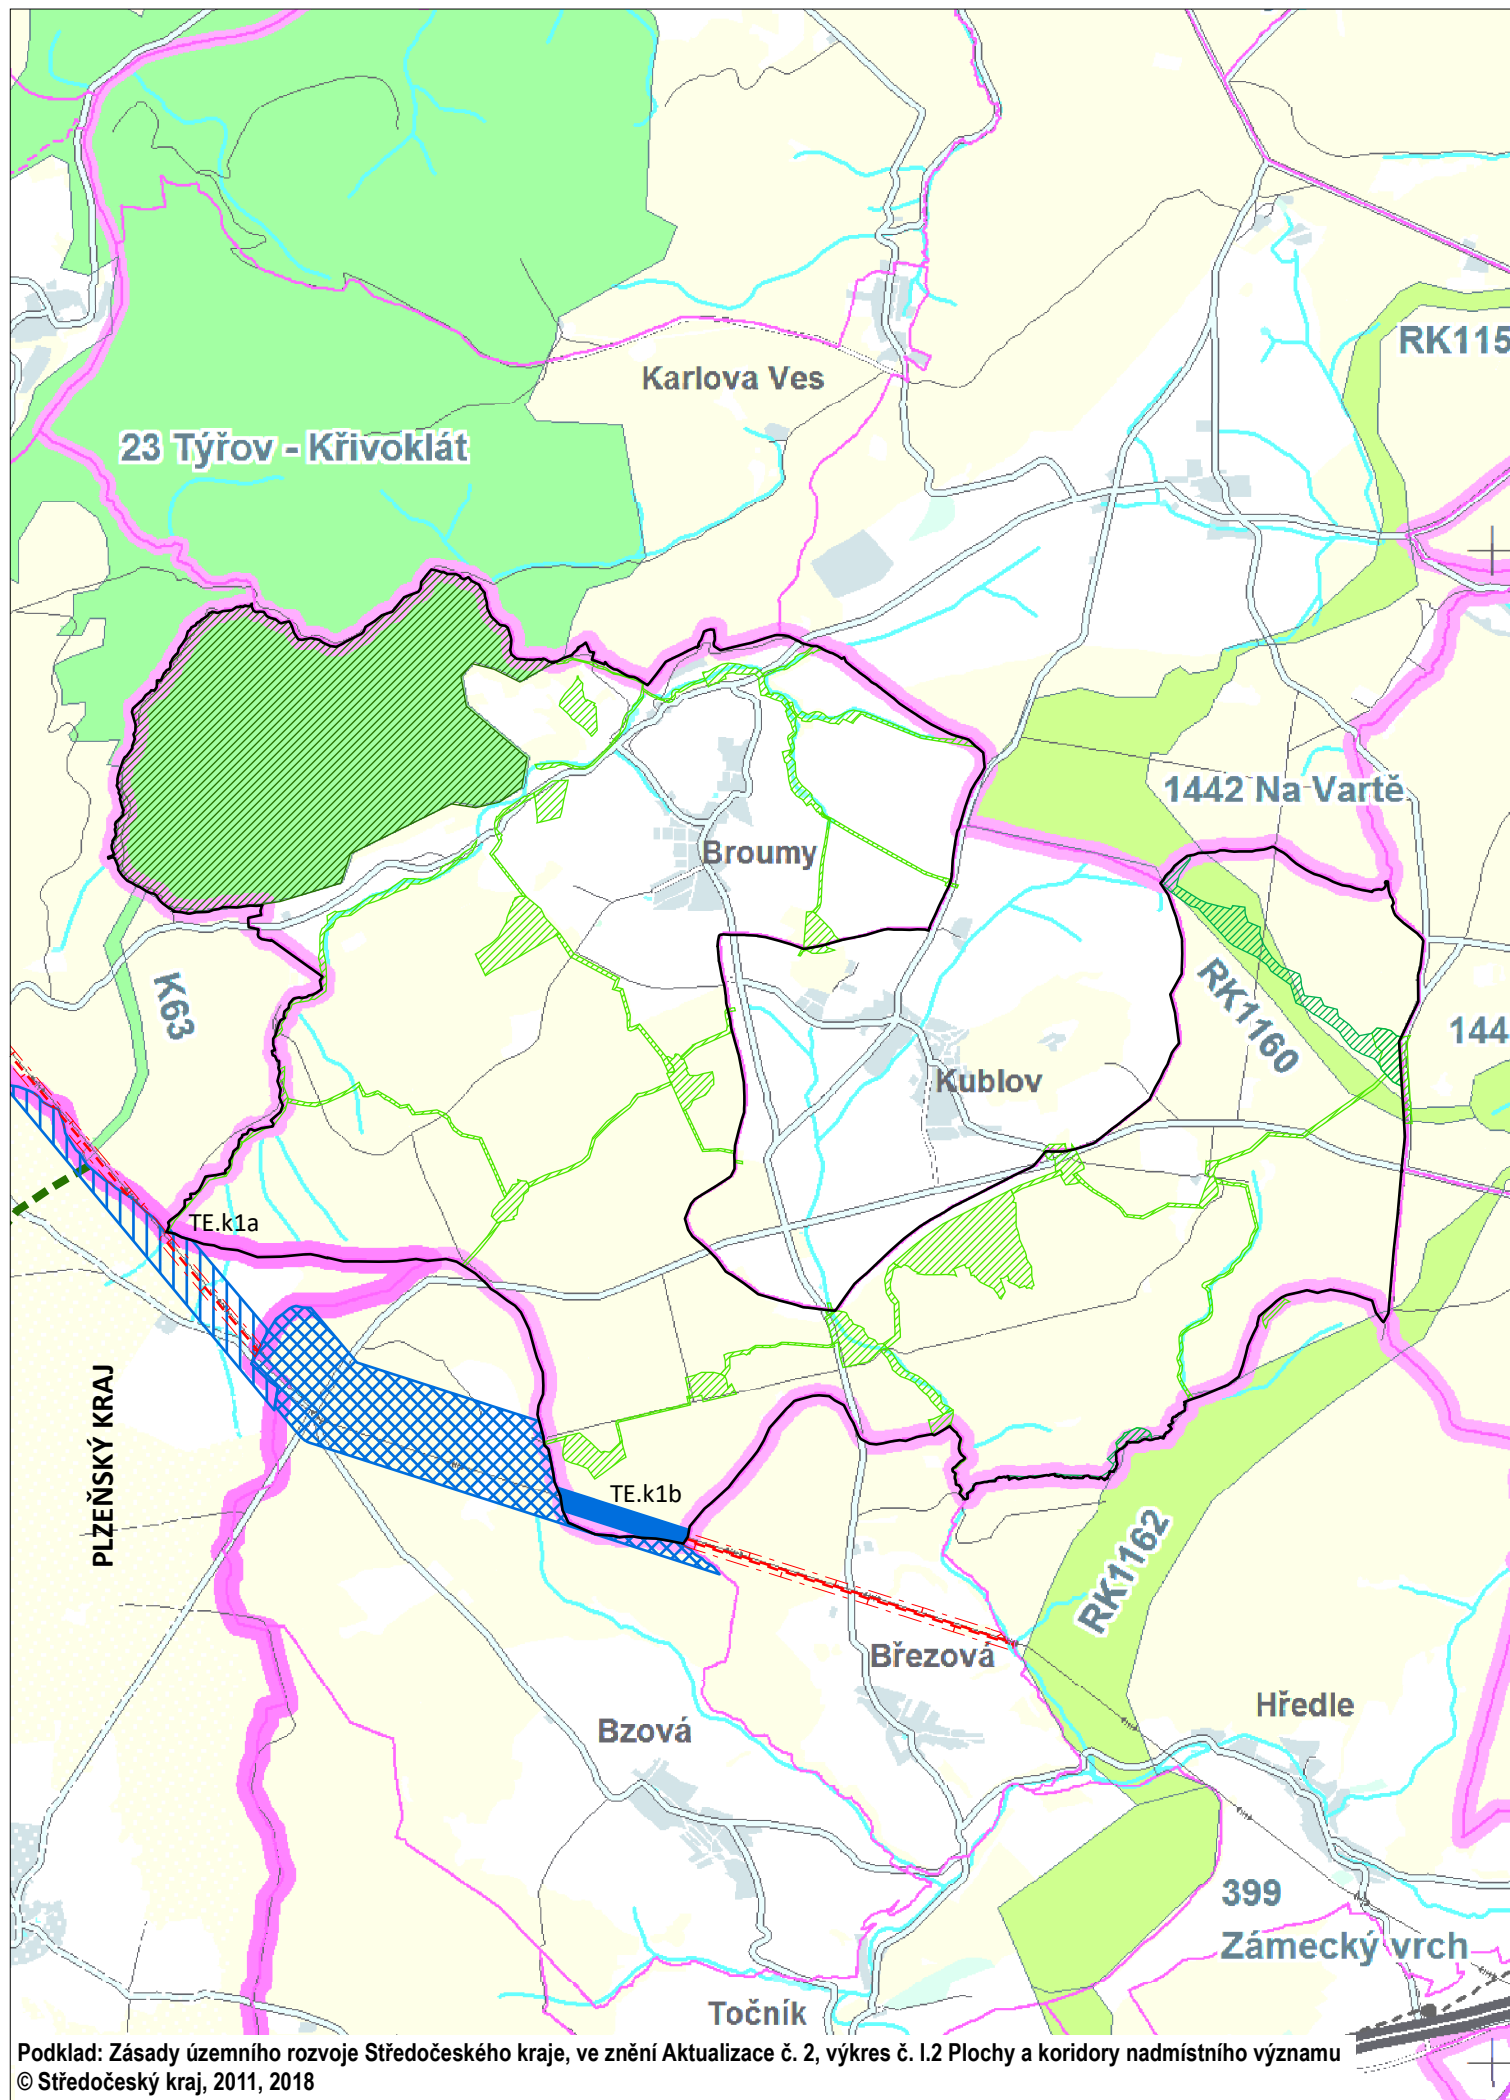 RK115
Karlova Ves
23 Týřov - Křivoklát
1442 Na Vartě
Broumy
K63
RK1160
144
Kublov
TE.k1a
PLZEŇSKÝ KRAJ
TE.k1b
RK1162
Březová
Hředle
Bzová
399
Zámecký vrch
Točník
Podklad: Zásady územního rozvoje Středočeského kraje, ve znění Aktualizace č. 2, výkres č. I.2 Plochy a koridory nadmístního významu
© Středočeský kraj, 2011, 2018